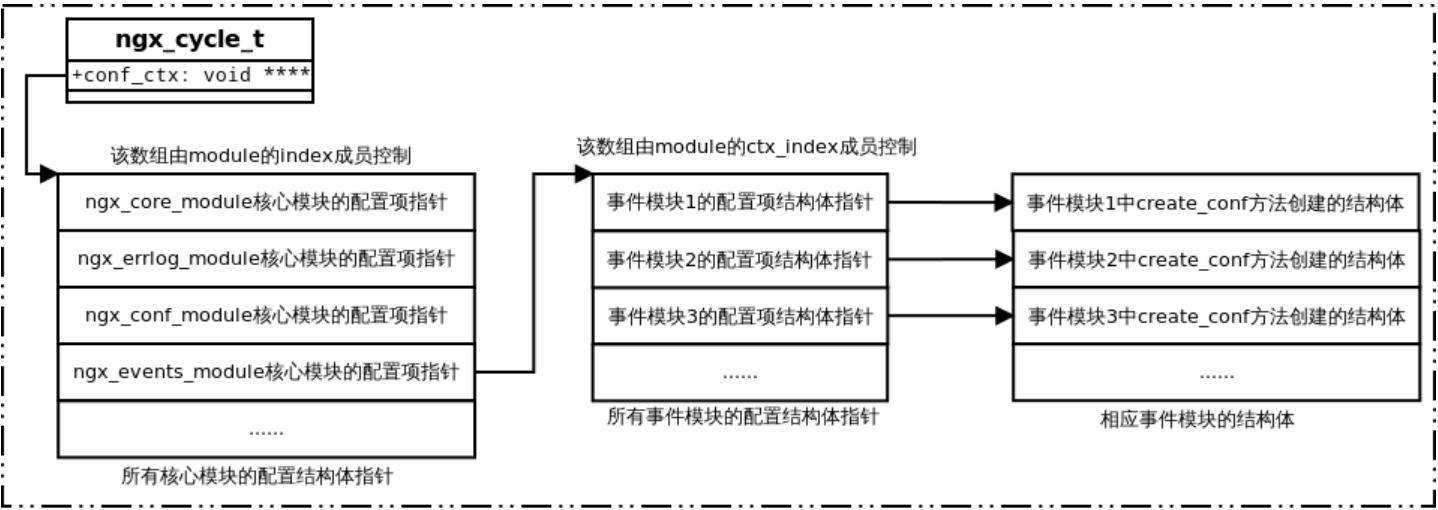 ngx_cycle_t
+conf_ctx: void ****
该数组由module的index成员控制
ngx_core_module核心模块的配置项指针
ngx_errlog_module核心模块的配置项指针
ngx_conf_module核心模块的配置项指针
ngx_events_module核心模块的配置项指针
......
所有核心模块的配置结构体指针
该数组由module的ctx_index成员控制
事件模块1的配置项结构体指针
事件模块2的配置项结构体指针
事件模块3的配置项结构体指针
......
所有事件模块的配置结构体指针
事件模块1中create_conf方法创建的结构体
事件模块2中create_conf方法创建的结构体
事件模块3中create_conf方法创建的结构体
......
相应事件模块的结构体